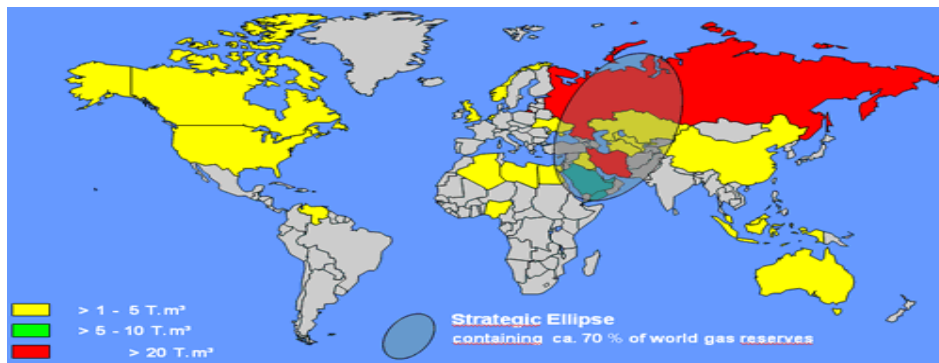 > 1 - 5 T.m³
> 5 - 10 T.m³
> 20 T.m³
Strategic Ellipse
containing ca. 70 % of world gas reserves